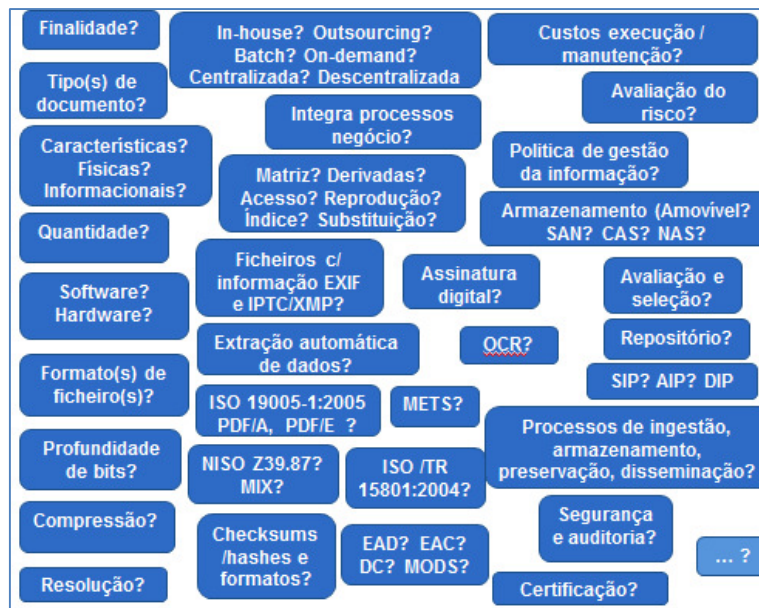 Finalidade?
Tipo(s) de
documento?
Características?
Físicas?
Informacionais?
Quantidade?
Software?
Hardware?
Formato(s) de
ficheiro(s)?
Profundidade
de bits?
Compressão?
Resolução?
In-house? Outsourcing?
Batch? On-demand?
Centralizada? Descentralizada
Integra processos
negócio?
Matriz? Derivadas?
Acesso? Reprodução?
Índice? Substituição?
Ficheiros c/
informação EXIF
e IPTC/XMP?
Assinatura
digital?
Extração automática
de dados?
OCR?
ISO 19005-1:2005
PDF/A, PDF/E ?
METS?
NISO Z39.87?
MIX?
ISO /TR
15801:2004?
Checksums
/hashes e
formatos?
EAD? EAC?
DC? MODS?
Custos execução /
manutenção?
Avaliação do
risco?
Politica de gestão
da informação?
Armazenamento (Amovível?
SAN? CAS? NAS?
Avaliação e
seleção?
Repositório?
SIP? AIP? DIP
Processos de ingestão,
armazenamento,
preservação, disseminação?
Segurança
e auditoria?
... ?
Certificação?